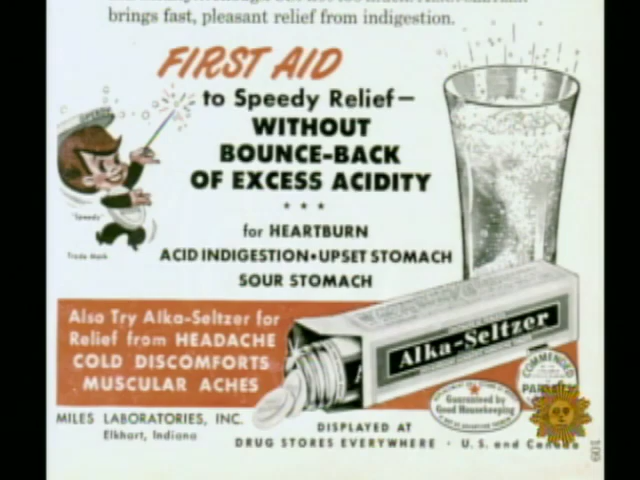 brings fast, pleasant relief from indigestion.
FIRST AID
to Speedy Relief—
WITHOUT
BOUNCE-BACK
OF EXCESS ACIDITY
* * *
for HEARTBURN
ACID INDIGESTION•UPSET STOMACH
SOUR STOMACH
SPEEDY
"Speedy"
Trade Mark
Also Try Alka-Seltzer for
Relief from HEADACHE
COLD DISCOMFORTS
MUSCULAR ACHES
Alka-Seltzer
COMMENDED
Guaranteed by
Good Housekeeping
MILES LABORATORIES, INC.
Elkhart, Indiana
DISPLAYED AT
DRUG STORES EVERYWHERE • U.S. and Canada
109